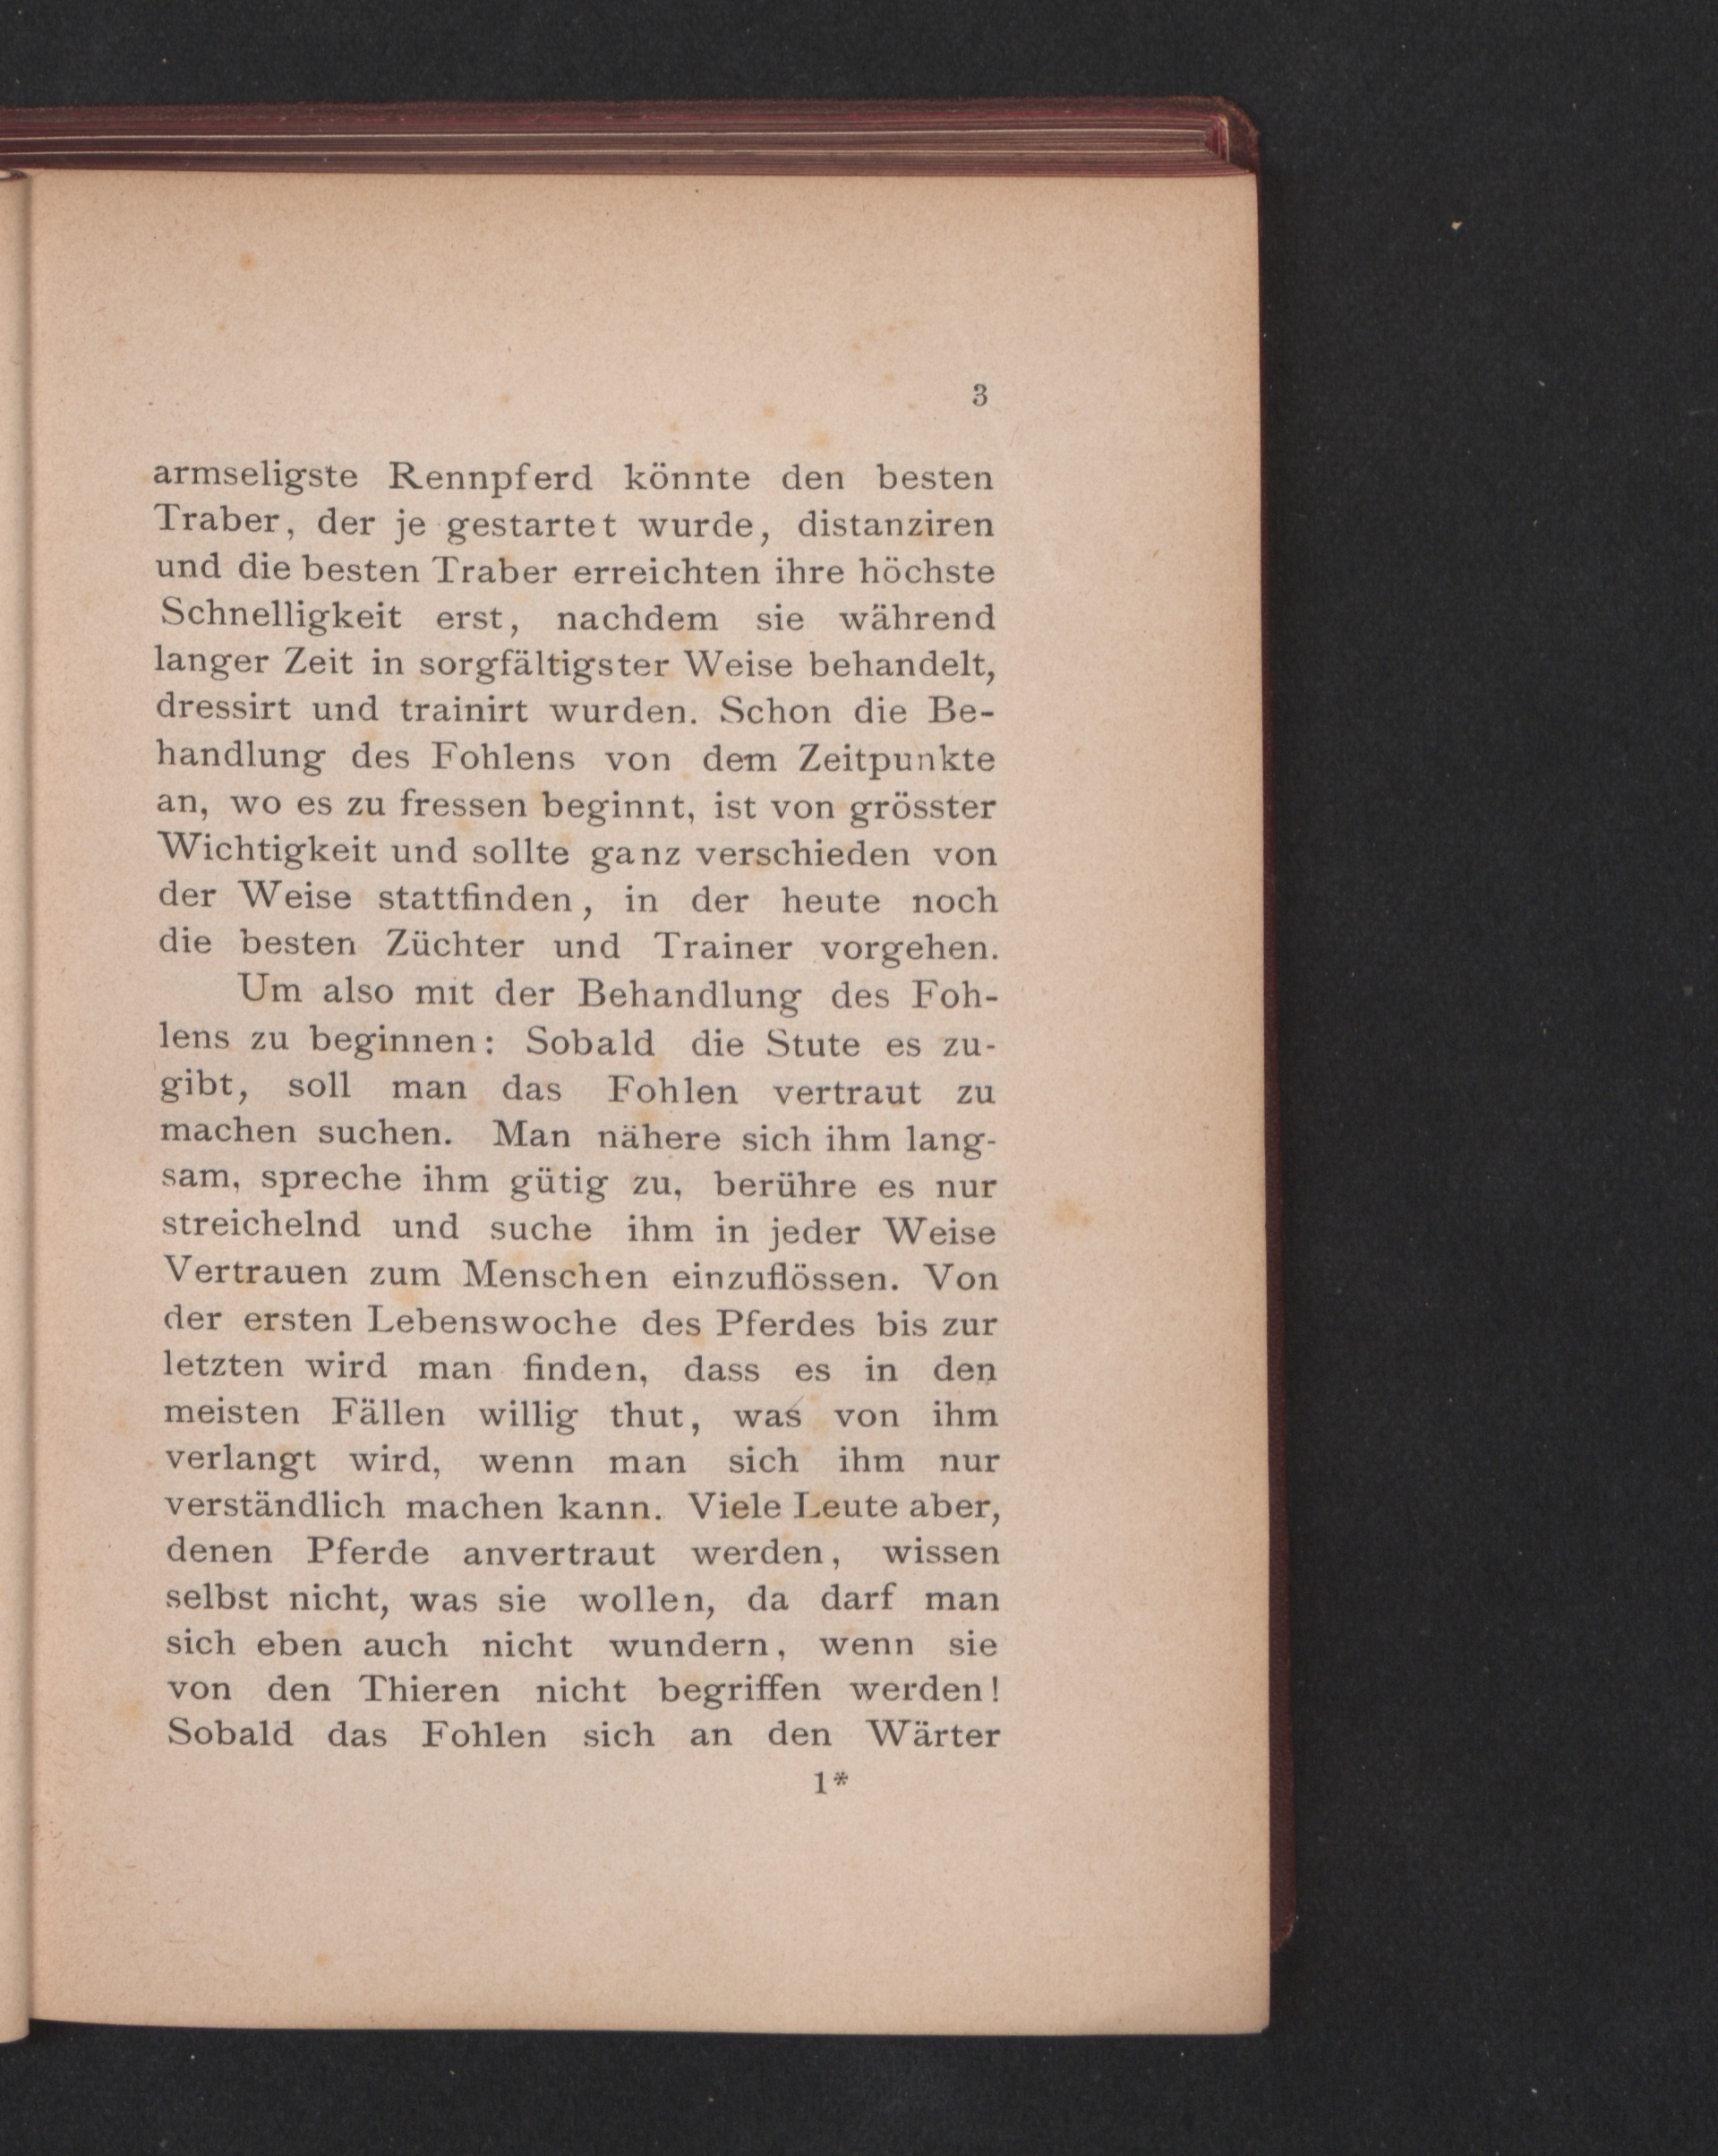 3
armseligste Rennpferd könnte den besten
Traber, der je gestartet wurde, distanziren
und die besten Traber erreichten ihre höchste
Schnelligkeit erst, nachdem sie während
langer Zeit in sorgfältigster Weise behandelt,
dressirt und trainirt wurden. Schon die Be-
handlung des Fohlens von dem Zeitpunkte
an, wo es zu fressen beginnt, ist von grösster
Wichtigkeit und sollte ganz verschieden von
der Weise stattfinden, in der heute noch
die besten Züchter und Trainer vorgehen.
Um also mit der Behandlung des Foh-
lens zu beginnen: Sobald die Stute es zu-
gibt, soll man das Fohlen vertraut zu
machen suchen. Man nähere sich ihm lang-
sam, spreche ihm gütig zu, berühre es nur
streichelnd und suche ihm in jeder Weise
Vertrauen zum Menschen einzuflössen. Von
der ersten Lebenswoche des Pferdes bis zur
letzten wird man finden, dass es in den
meisten Fällen willig thut, was von ihm
verlangt wird, wenn man sich ihm nur
verständlich machen kann. Viele Leute aber,
denen Pferde anvertraut werden, wissen
selbst nicht, was sie wollen, da darf man
sich eben auch nicht wundern, wenn sie
von den Thieren nicht begriffen werden!
Sobald das Fohlen sich an den Wärter
1*